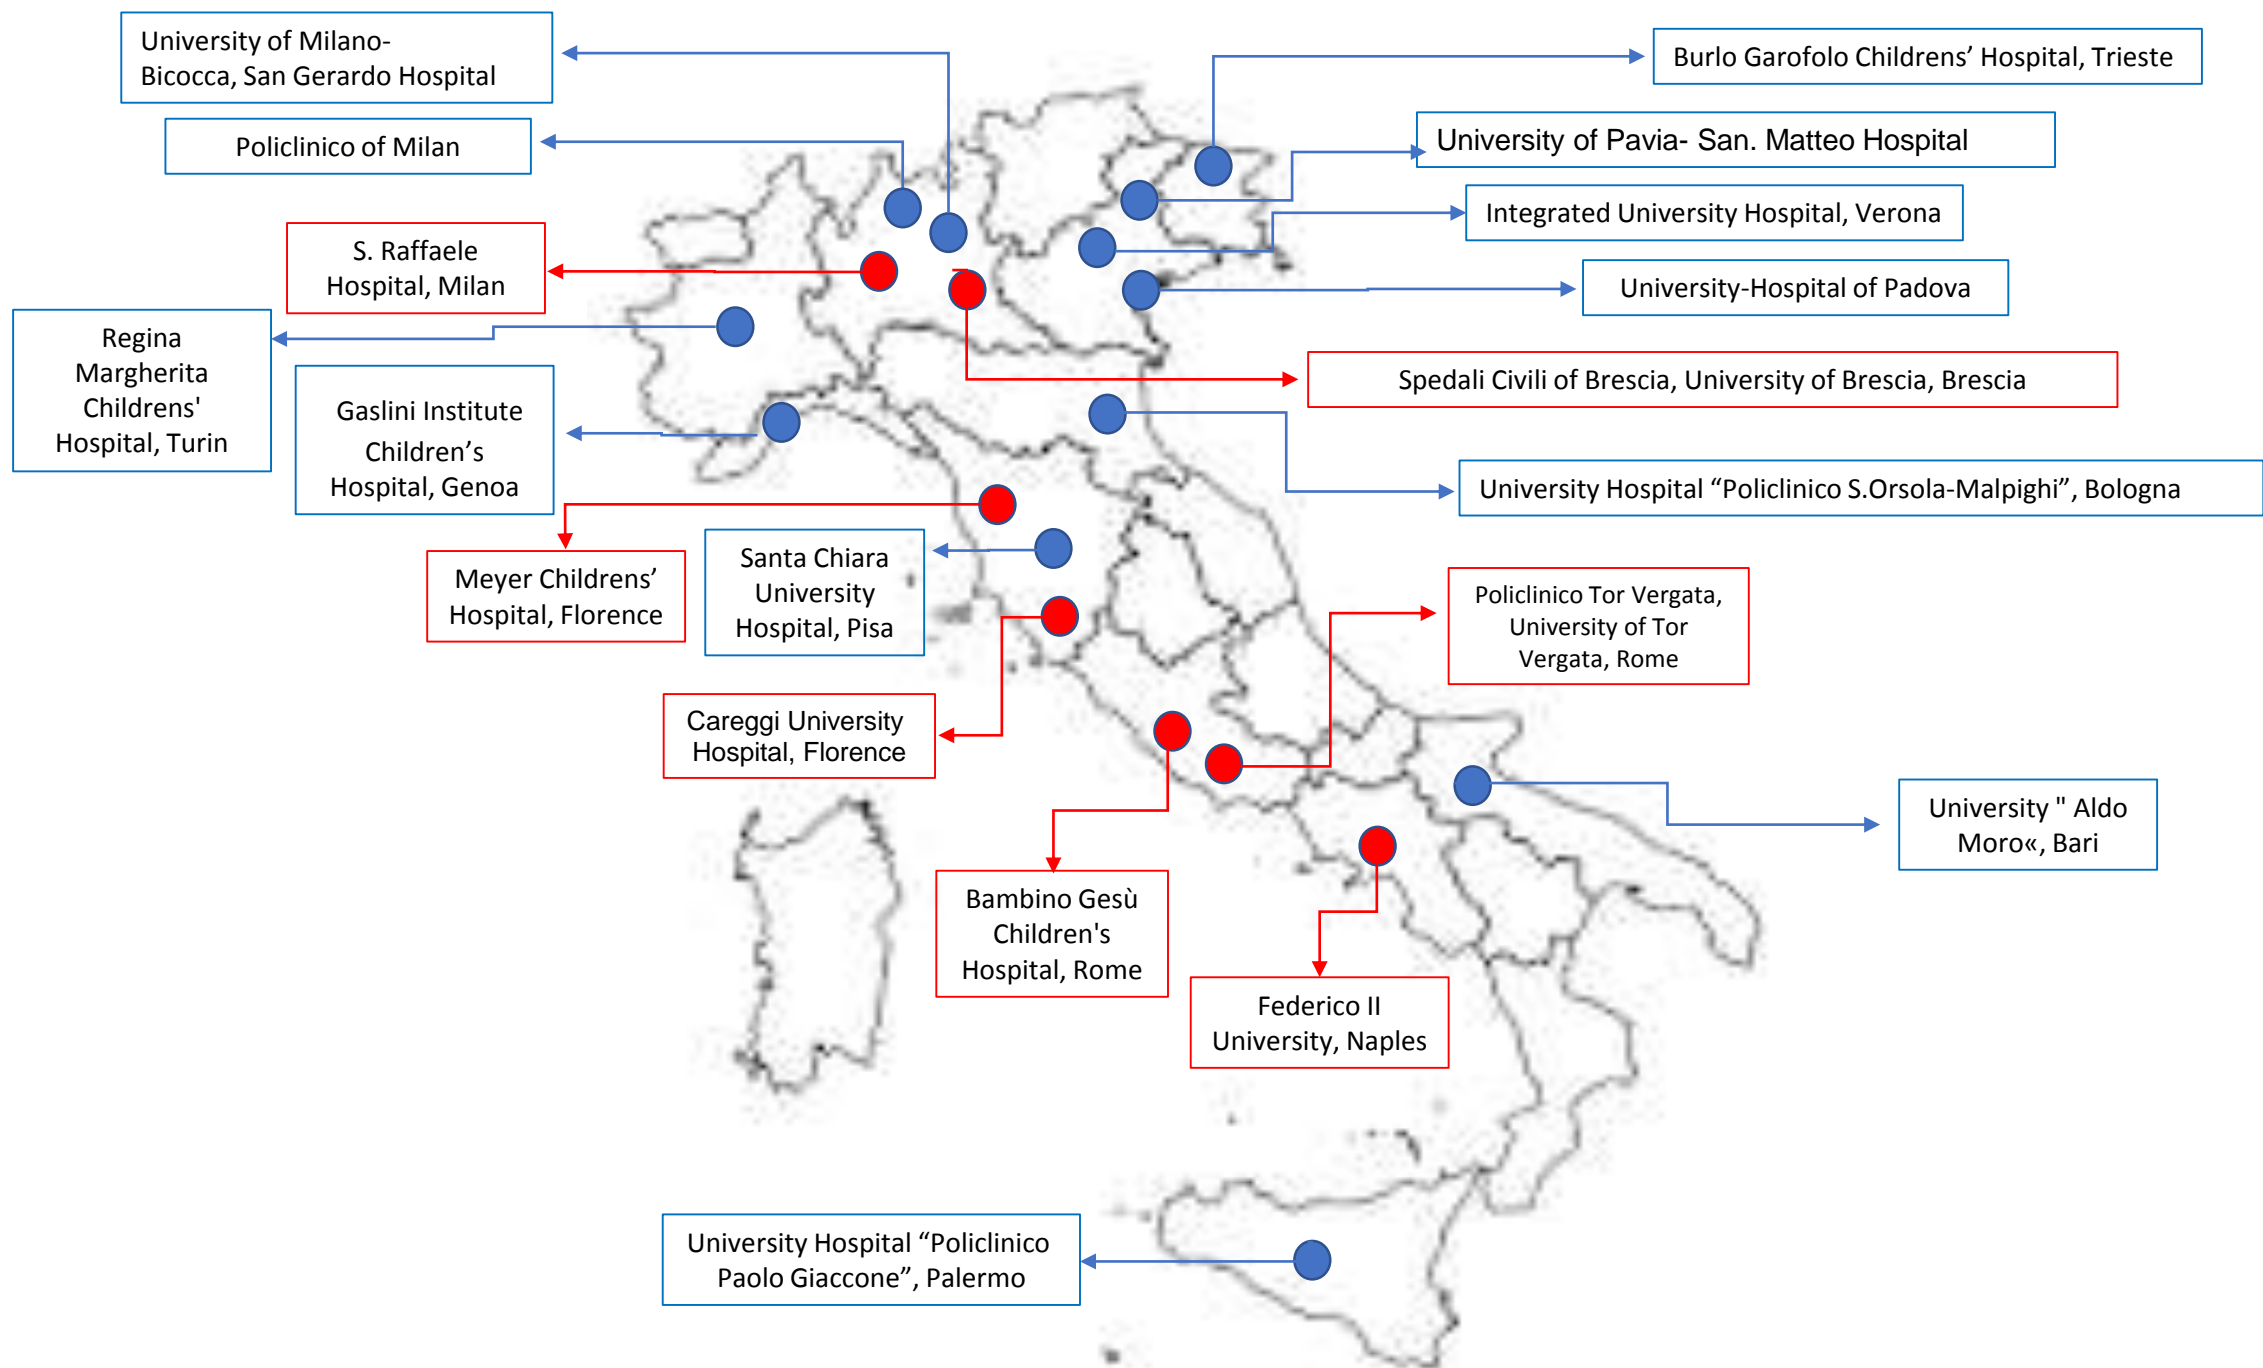 University of Milano-
Bicocca, San Gerardo Hospital
Burlo Garofolo Childrens’ Hospital, Trieste
Policlinico of Milan
University of Pavia- San. Matteo Hospital
Integrated University Hospital, Verona
S. Raffaele
Hospital, Milan
University-Hospital of Padova
Regina
Margherita
Childrens'
Hospital, Turin
Spedali Civili of Brescia, University of Brescia, Brescia
Gaslini Institute
Children’s
Hospital, Genoa
University Hospital “Policlinico S.Orsola-Malpighi”, Bologna
Meyer Childrens’
Hospital, Florence
Santa Chiara
University
Hospital, Pisa
Policlinico Tor Vergata,
University of Tor
Vergata, Rome
Careggi University
Hospital, Florence
University " Aldo
Moro«, Bari
Bambino Gesù
Children's
Hospital, Rome
Federico II
University, Naples
University Hospital “Policlinico
Paolo Giaccone”, Palermo